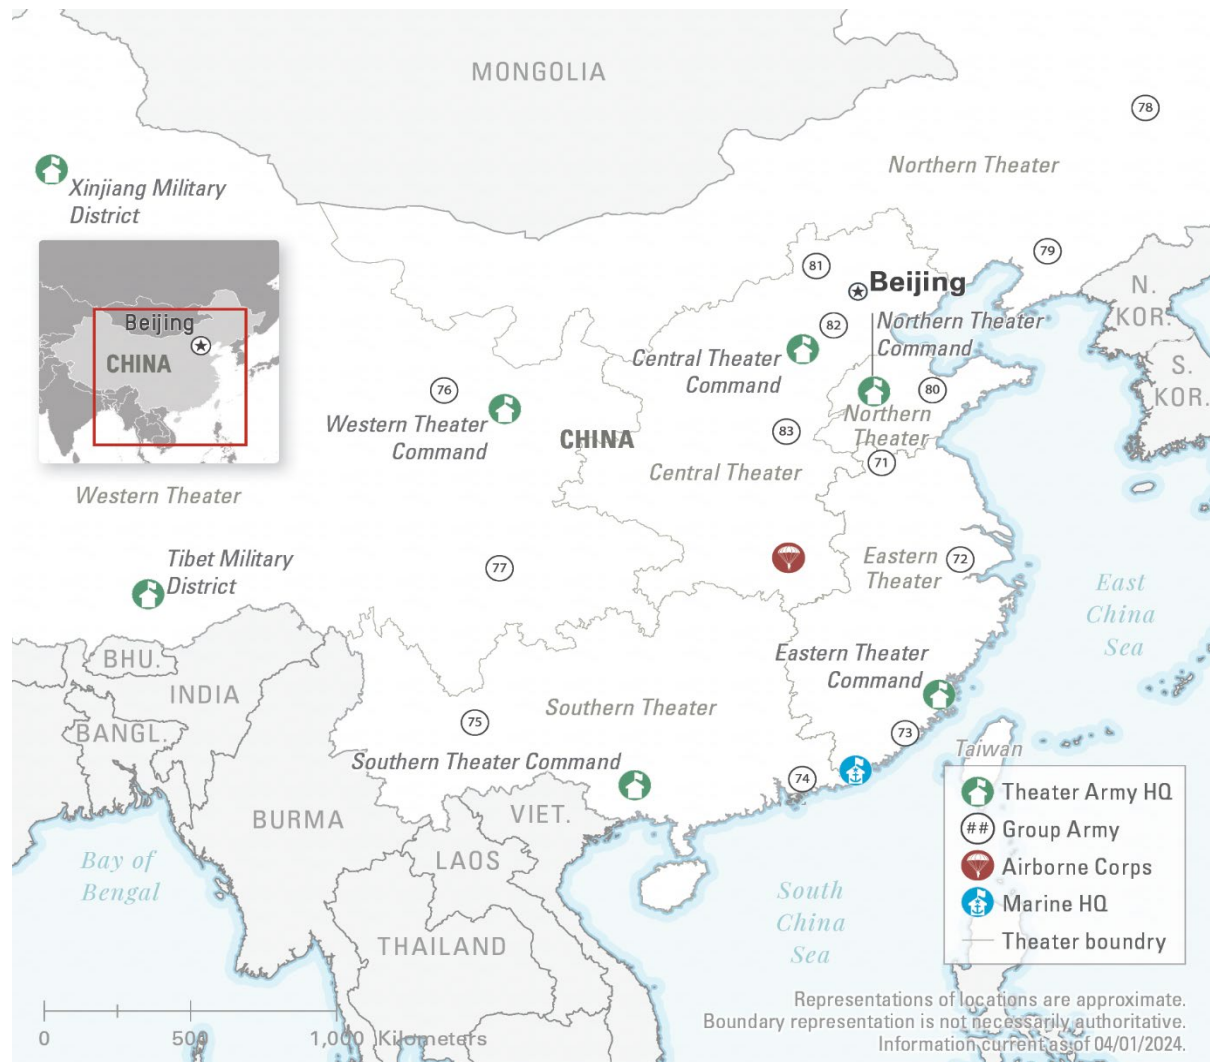 MONGOLIA
78
Northern Theater
Xinjiang Military
District
79
81
Beijing
N.
KOR.
Beijing
CHINA
82
Northern Theater
Command
Central Theater
Command
S.
KOR.
76
80
Western Theater
Command
Northern
Theater
CHINA
83
71
Central Theater
Western Theater
Tibet Military
District
77
Eastern
Theater
72
East
China
Sea
BHU.
INDIA
Eastern Theater
Command
BANGL.
75
Southern Theater
73
Taiwan
Southern Theater Command
74
BURMA
VIET.
LAOS
Bay of
Bengal
South
China
Sea
THAILAND
Theater Army HQ
## Group Army
Airborne Corps
Marine HQ
Theater boundry
0 500 1,000 Kilometers
Representations of locations are approximate.
Boundary representation is not necessarily authoritative.
Information current as of 04/01/2024.